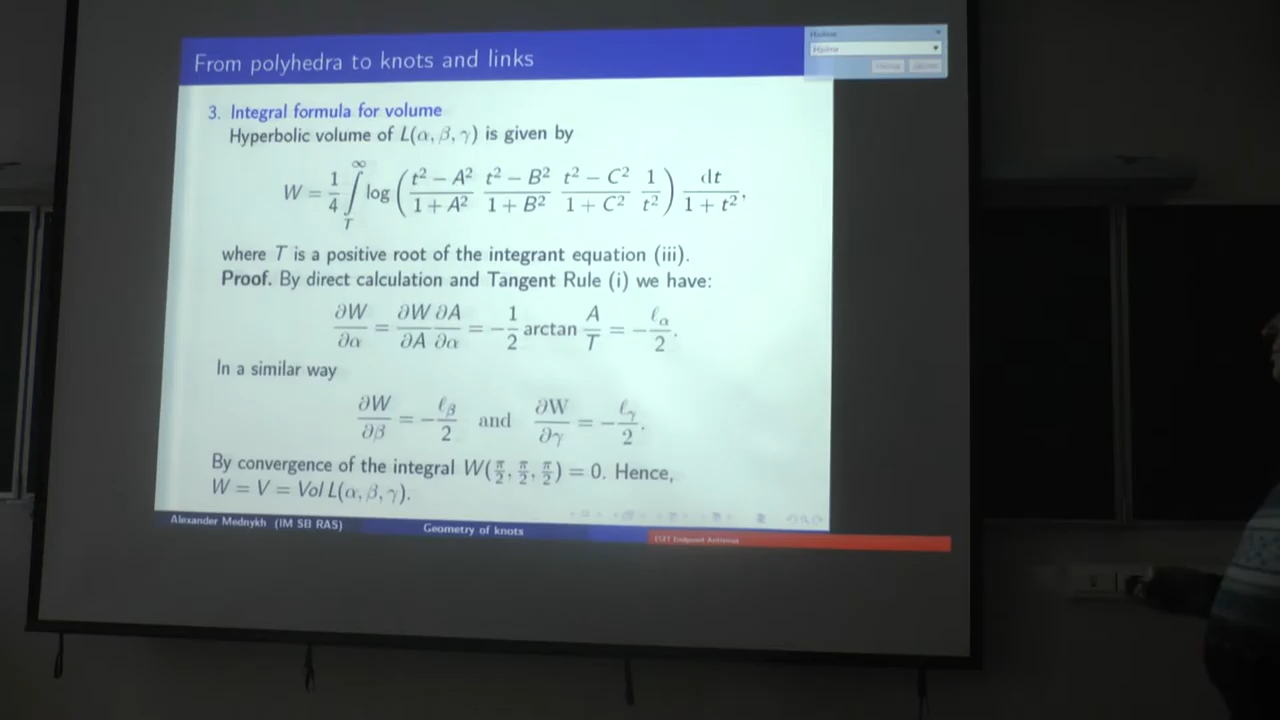 From polyhedra to knots and links
3. Integral formula for volume
Hyperbolic volume of L(α, β, γ) is given by
W = 1/4 ∫_T^∞ log ( (t² − A²)/(1 + A²) (t² − B²)/(1 + B²) (t² − C²)/(1 + C²) 1/t² ) dt/(1 + t²),
where T is a positive root of the integrant equation (iii).
Proof. By direct calculation and Tangent Rule (i) we have:
∂W/∂α = ∂W/∂A ∂A/∂α = −1/2 arctan A/T = −ℓ_α/2.
In a similar way
∂W/∂β = −ℓ_β/2 and ∂W/∂γ = −ℓ_γ/2.
By convergence of the integral W(π/2, π/2, π/2) = 0. Hence,
W = V = Vol L(α, β, γ).
Alexander Mednykh (IM SB RAS) Geometry of knots
ESET Endpoint Antivirus